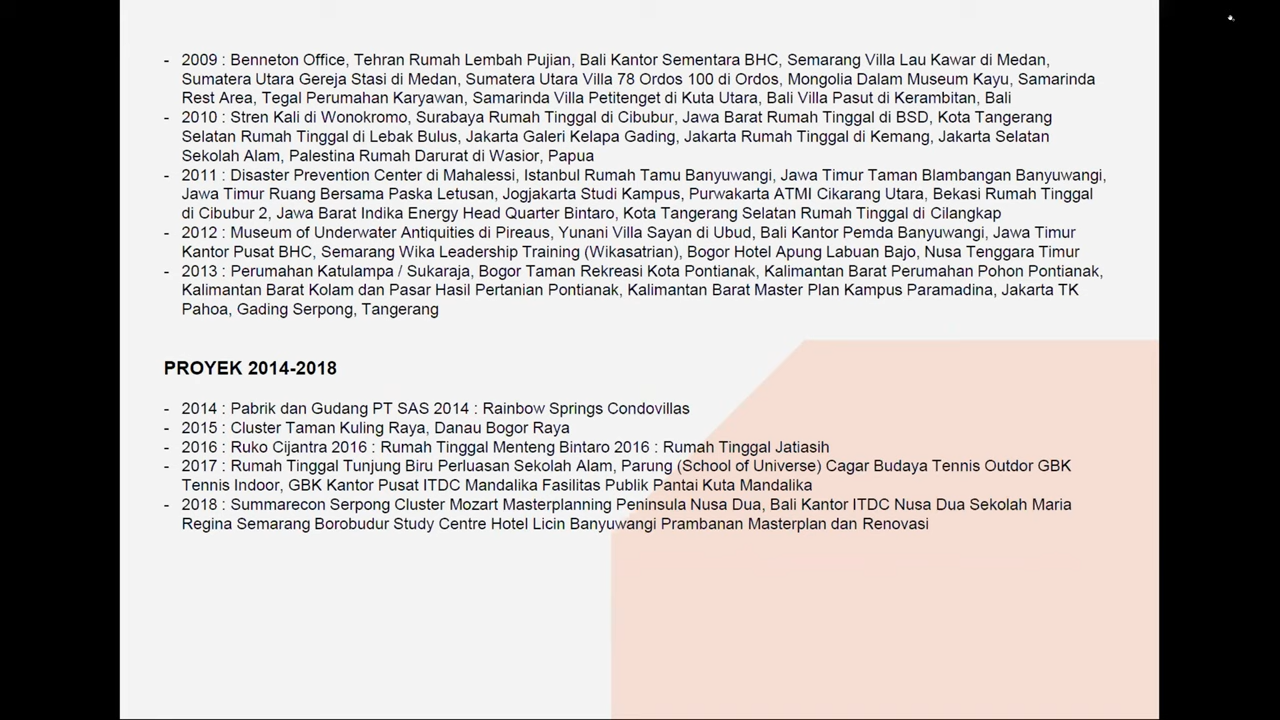 - 2009 : Benneton Office, Tehran Rumah Lembah Pujian, Bali Kantor Sementara BHC, Semarang Villa Lau Kawar di Medan,
Sumatera Utara Gereja Stasi di Medan, Sumatera Utara Villa 78 Ordos 100 di Ordos, Mongolia Dalam Museum Kayu, Samarinda
Rest Area, Tegal Perumahan Karyawan, Samarinda Villa Petitenget di Kuta Utara, Bali Villa Pasut di Kerambitan, Bali
- 2010 : Stren Kali di Wonokromo, Surabaya Rumah Tinggal di Cibubur, Jawa Barat Rumah Tinggal di BSD, Kota Tangerang
Selatan Rumah Tinggal di Lebak Bulus, Jakarta Galeri Kelapa Gading, Jakarta Rumah Tinggal di Kemang, Jakarta Selatan
Sekolah Alam, Palestina Rumah Darurat di Wasior, Papua
- 2011 : Disaster Prevention Center di Mahalessi, Istanbul Rumah Tamu Banyuwangi, Jawa Timur Taman Blambangan Banyuwangi,
Jawa Timur Ruang Bersama Paska Letusan, Jogjakarta Studi Kampus, Purwakarta ATMI Cikarang Utara, Bekasi Rumah Tinggal
di Cibubur 2, Jawa Barat Indika Energy Head Quarter Bintaro, Kota Tangerang Selatan Rumah Tinggal di Cilangkap
- 2012 : Museum of Underwater Antiquities di Pireaus, Yunani Villa Sayan di Ubud, Bali Kantor Pemda Banyuwangi, Jawa Timur
Kantor Pusat BHC, Semarang Wika Leadership Training (Wikasatrian), Bogor Hotel Apung Labuan Bajo, Nusa Tenggara Timur
- 2013 : Perumahan Katulampa / Sukaraja, Bogor Taman Rekreasi Kota Pontianak, Kalimantan Barat Perumahan Pohon Pontianak,
Kalimantan Barat Kolam dan Pasar Hasil Pertanian Pontianak, Kalimantan Barat Master Plan Kampus Paramadina, Jakarta TK
Pahoa, Gading Serpong, Tangerang
PROYEK 2014-2018
- 2014 : Pabrik dan Gudang PT SAS 2014 : Rainbow Springs Condovillas
- 2015 : Cluster Taman Kuling Raya, Danau Bogor Raya
- 2016 : Ruko Cijantra 2016 : Rumah Tinggal Menteng Bintaro 2016 : Rumah Tinggal Jatiasih
- 2017 : Rumah Tinggal Tunjung Biru Perluasan Sekolah Alam, Parung (School of Universe) Cagar Budaya Tennis Outdor GBK
Tennis Indoor, GBK Kantor Pusat ITDC Mandalika Fasilitas Publik Pantai Kuta Mandalika
- 2018 : Summarecon Serpong Cluster Mozart Masterplanning Peninsula Nusa Dua, Bali Kantor ITDC Nusa Dua Sekolah Maria
Regina Semarang Borobudur Study Centre Hotel Licin Banyuwangi Prambanan Masterplan dan Renovasi